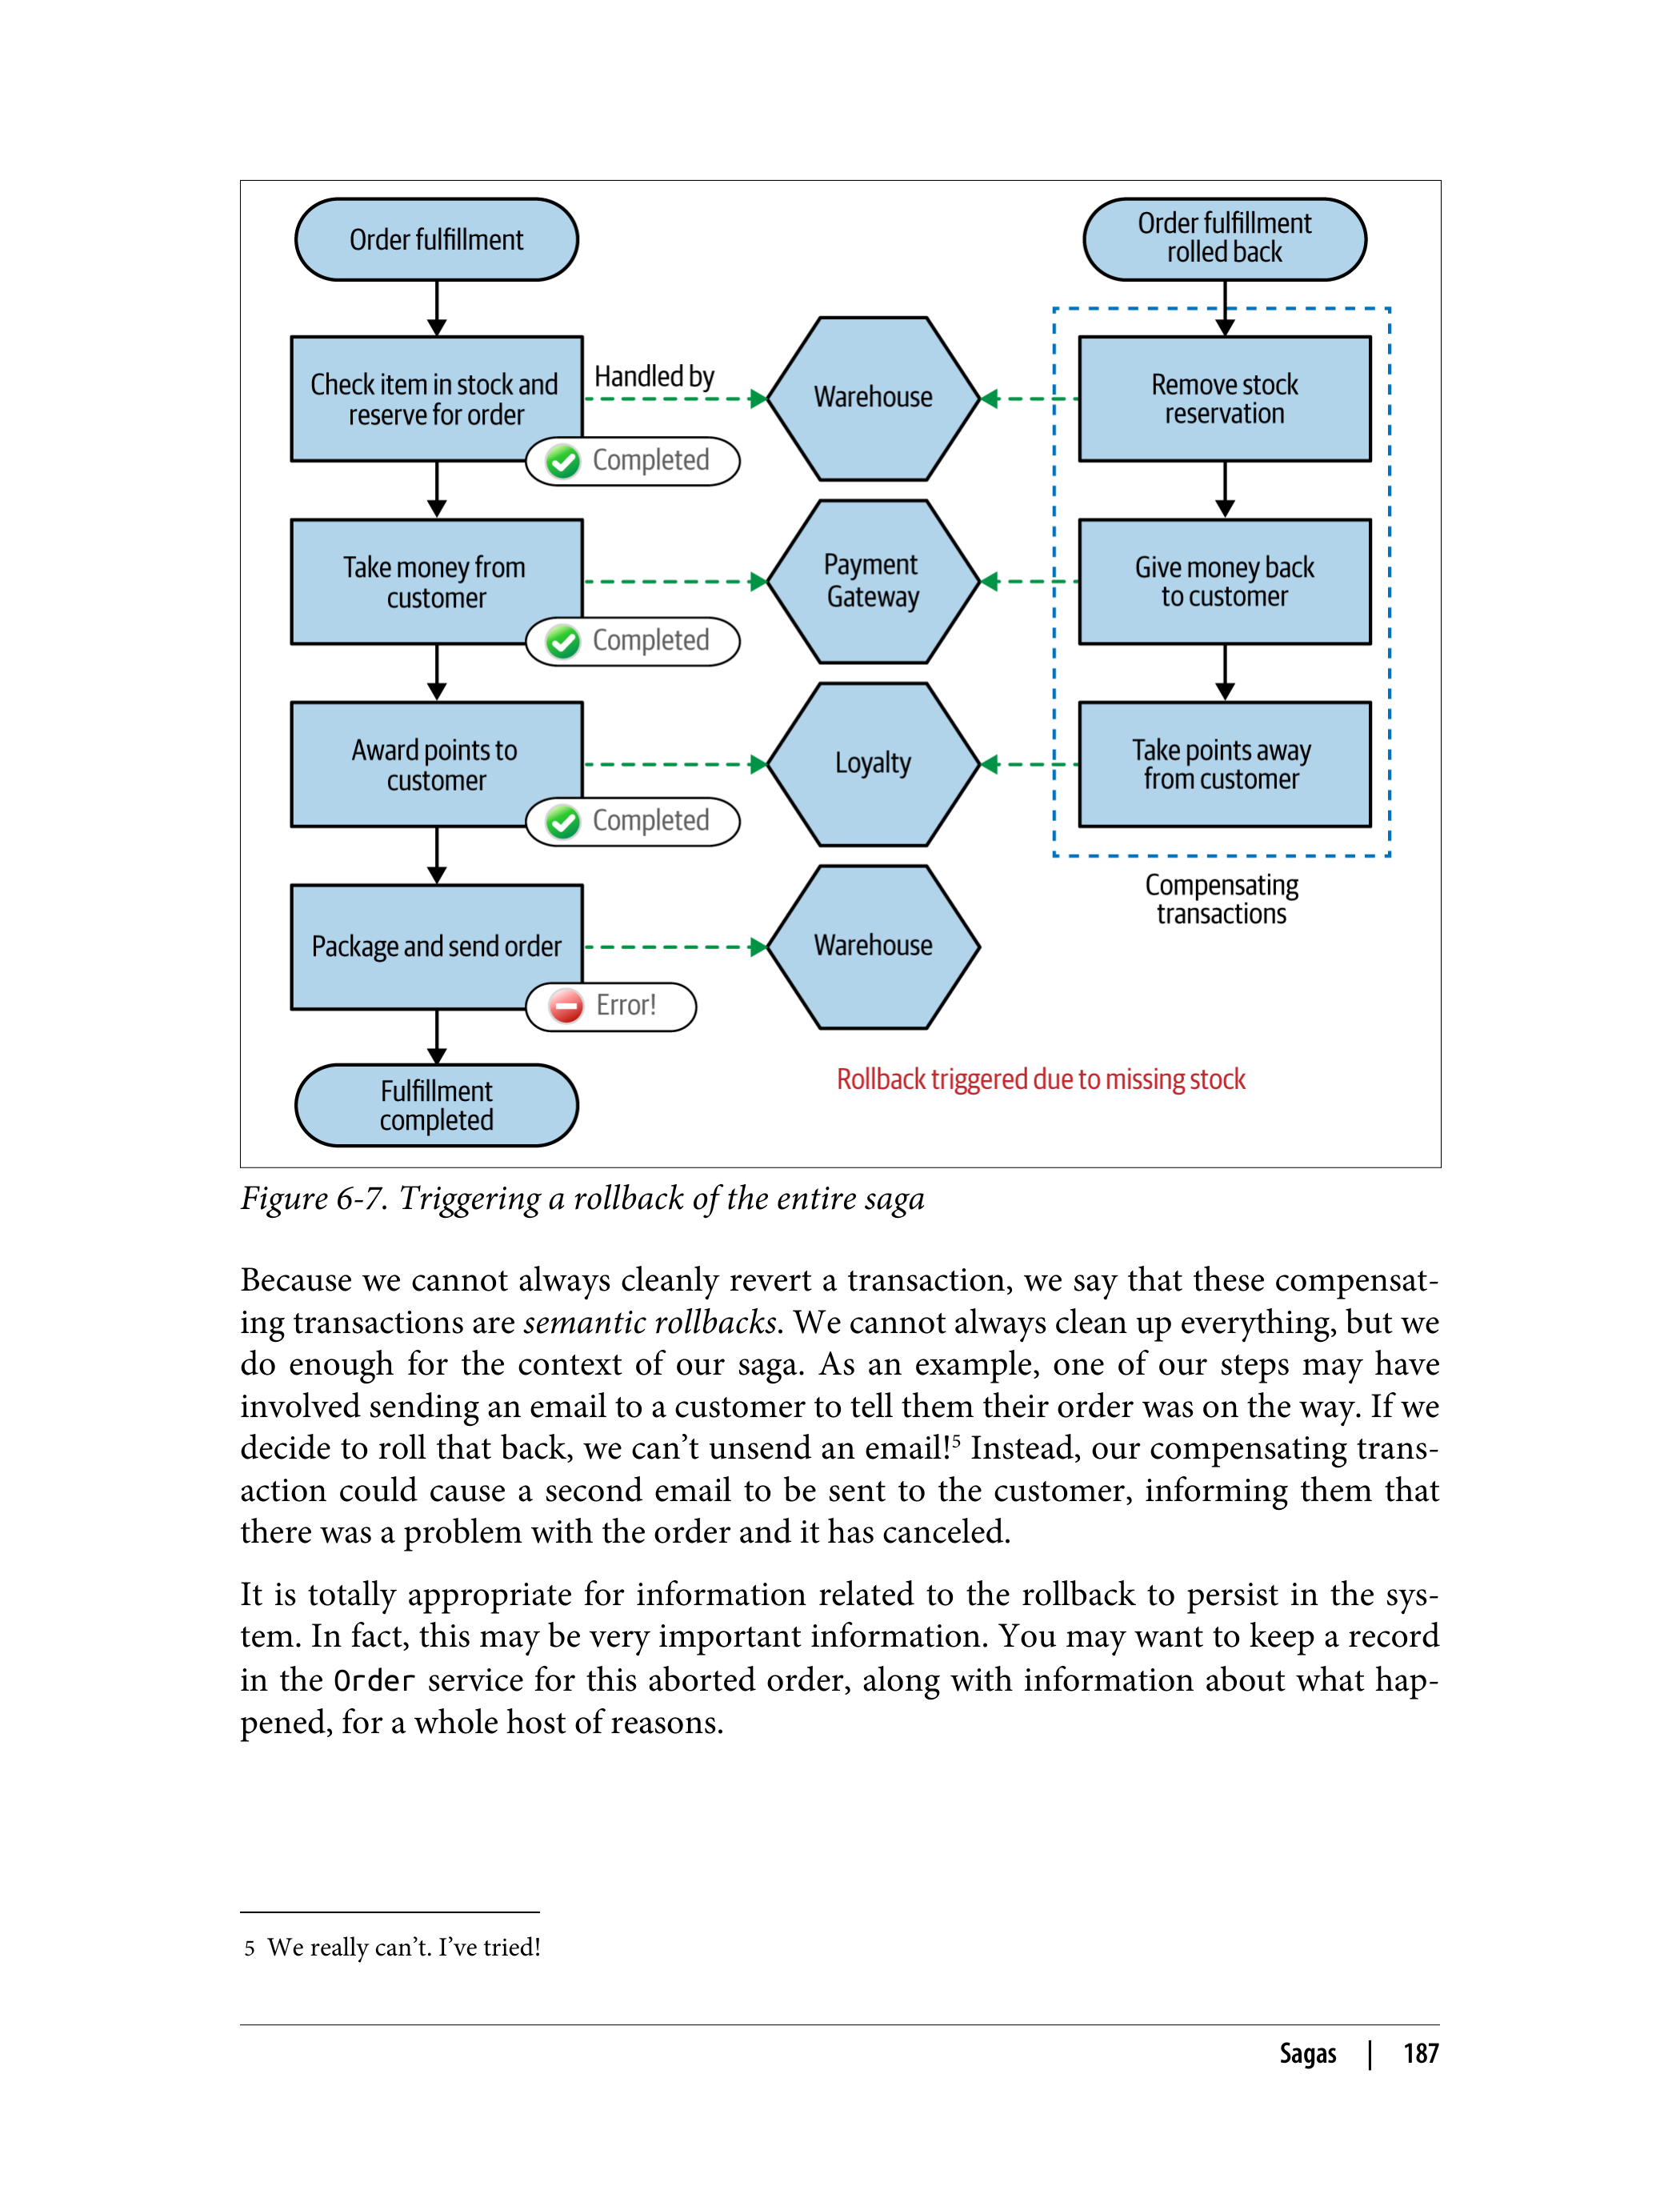 Order fulfillment
Order fulfillment
rolled back
Check item in stock and
reserve for order
Handled by
Warehouse
Remove stock
reservation
Completed
Take money from
customer
Payment
Gateway
Give money back
to customer
Completed
Award points to
customer
Loyalty
Take points away
from customer
Completed
Compensating
transactions
Package and send order
Warehouse
Error!
Rollback triggered due to missing stock
Fulfillment
completed
Figure 6-7. Triggering a rollback of the entire saga
Because we cannot always cleanly revert a transaction, we say that these compensat-
ing transactions are semantic rollbacks. We cannot always clean up everything, but we
do enough for the context of our saga. As an example, one of our steps may have
involved sending an email to a customer to tell them their order was on the way. If we
decide to roll that back, we can’t unsend an email!5 Instead, our compensating trans-
action could cause a second email to be sent to the customer, informing them that
there was a problem with the order and it has canceled.
It is totally appropriate for information related to the rollback to persist in the sys-
tem. In fact, this may be very important information. You may want to keep a record
in the Order service for this aborted order, along with information about what hap-
pened, for a whole host of reasons.
5 We really can’t. I’ve tried!
Sagas | 187